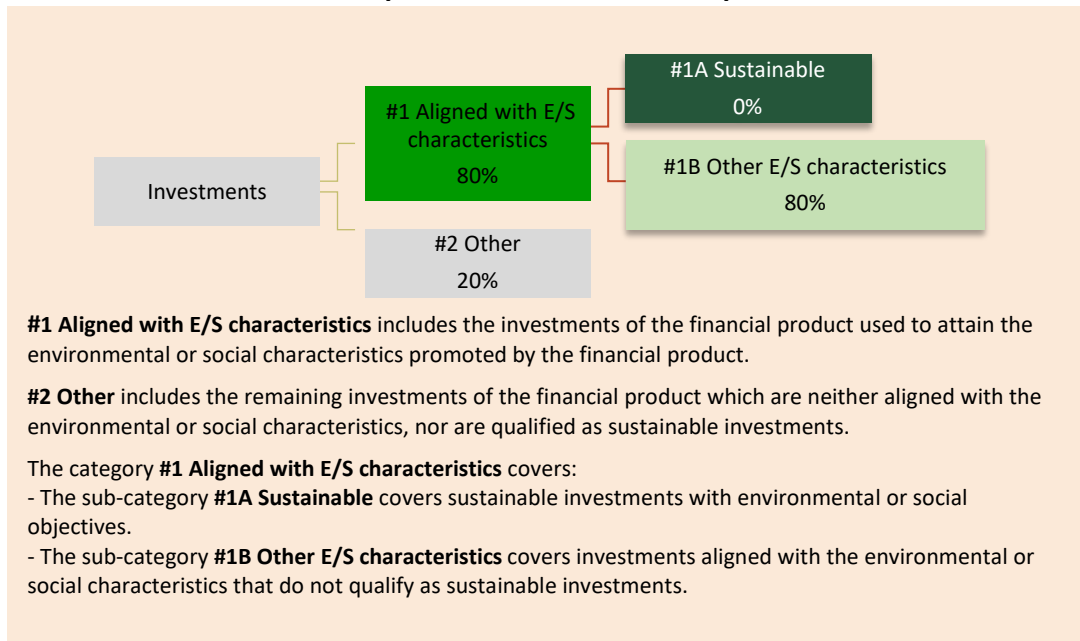 #1A Sustainable
0%
#1 Aligned with E/S
characteristics
80%
#1B Other E/S characteristics
80%
Investments
#2 Other
20%
#1 Aligned with E/S characteristics includes the investments of the financial product used to attain the
environmental or social characteristics promoted by the financial product.
#2 Other includes the remaining investments of the financial product which are neither aligned with the
environmental or social characteristics, nor are qualified as sustainable investments.
The category #1 Aligned with E/S characteristics covers:
- The sub-category #1A Sustainable covers sustainable investments with environmental or social
objectives.
- The sub-category #1B Other E/S characteristics covers investments aligned with the environmental or
social characteristics that do not qualify as sustainable investments.